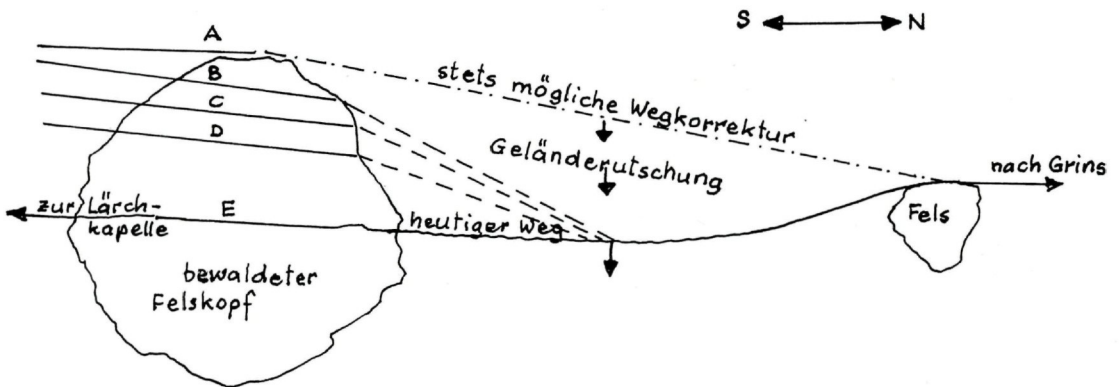 S N
A
B
C
D
E
stets mögliche Wegkorrektur
Geländerutschung
nach Grins
zur Lärch-
kapelle
heutiger Weg
Fels
bewaldeter
Felskopf